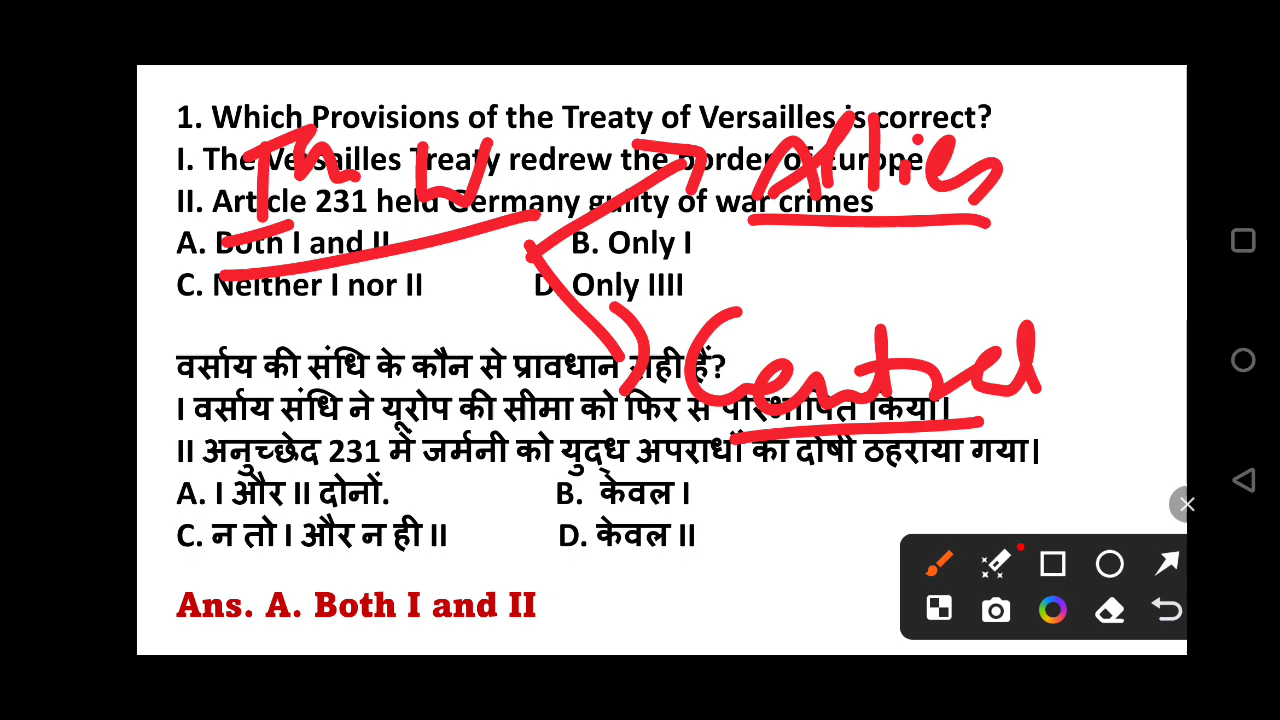 1. Which Provisions of the Treaty of Versailles is correct?
I. The Versailles Treaty redrew the border of Europe
II. Article 231 held Germany guilty of war crimes
A. Both I and II B. Only I
C. Neither I nor II D. Only IIII
वर्साय की संधि के कौन से प्रावधान सही हैं?
I वर्साय संधि ने यूरोप की सीमा को फिर से परिभाषित किया।
II अनुच्छेद 231 में जर्मनी को युद्ध अपराधों का दोषी ठहराया गया।
A. I और II दोनों. B. केवल I
C. न तो I और न ही II D. केवल II
Ans. A. Both I and II
W
Allies
Central